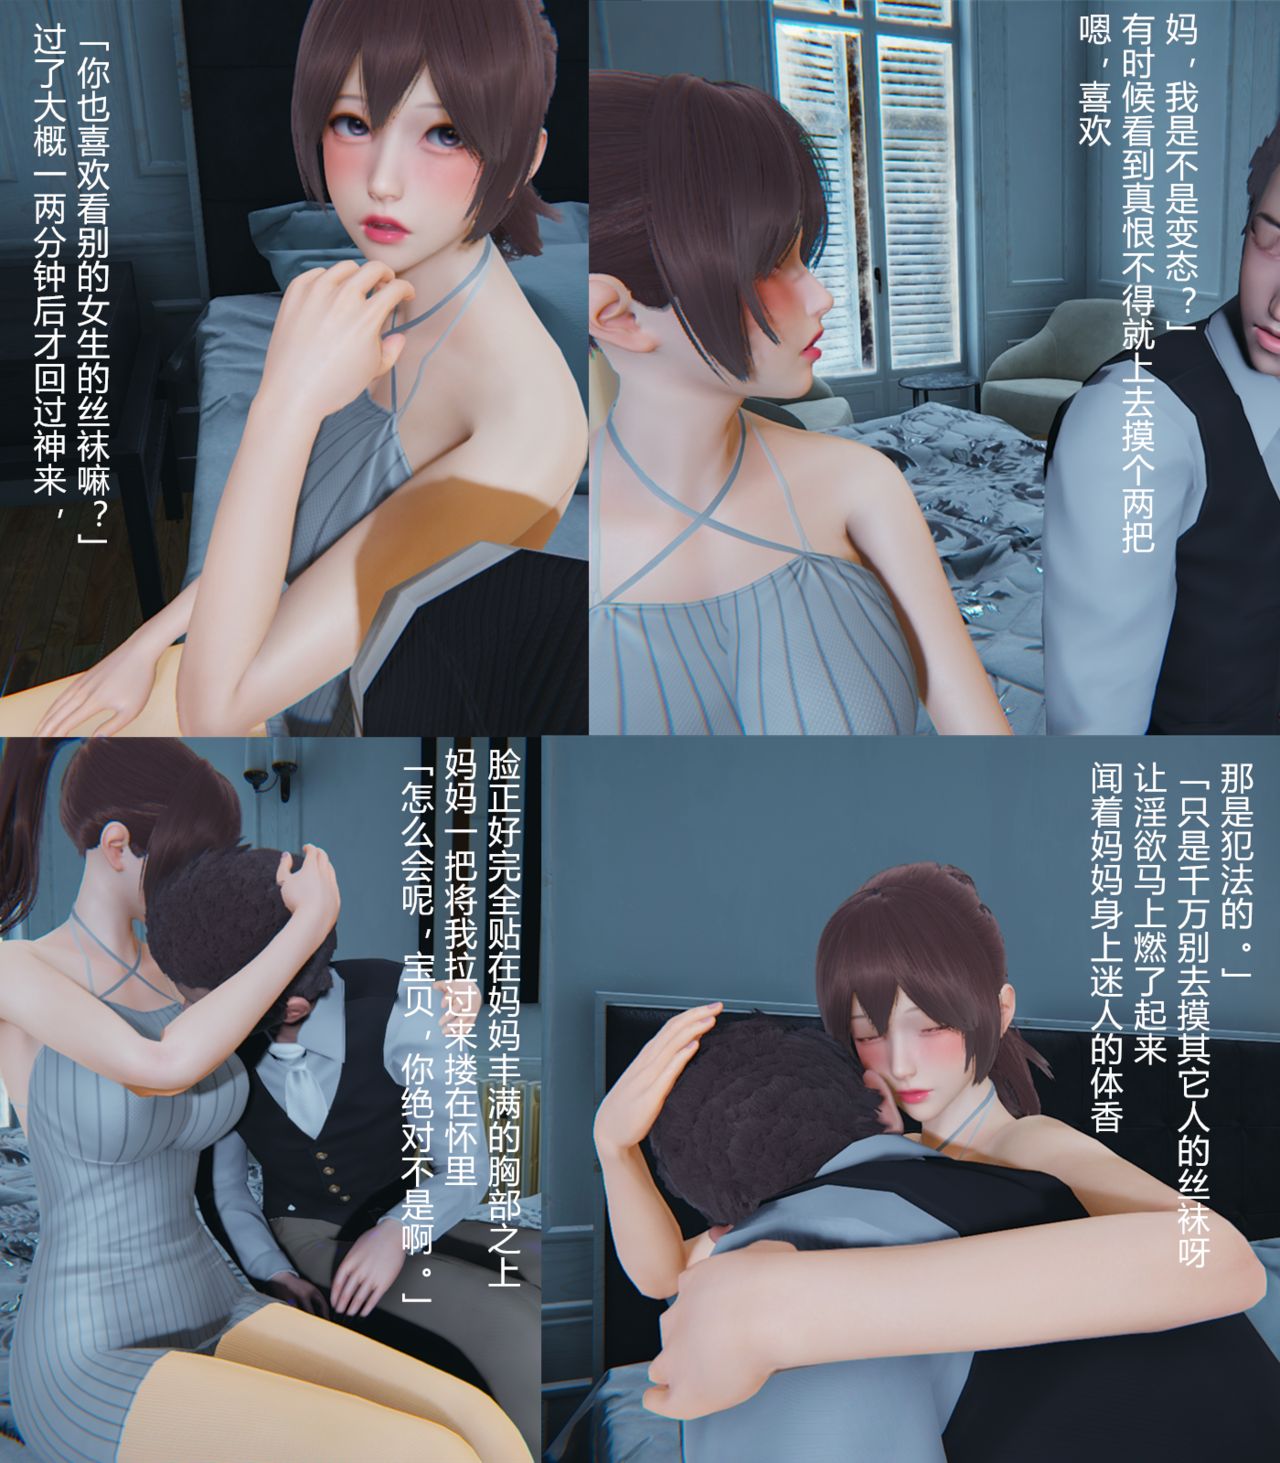 过了大概一两分钟后才回过神来，
「你也喜欢看别的女生的丝袜嘛？」
嗯，喜欢
有时候看到真恨不得就上去摸个两把
妈，我是不是变态？」
「怎么会呢，宝贝，你绝对不是啊。」
妈妈一把将我拉过来搂在怀里
脸正好完全贴在妈妈丰满的胸部之上
闻着妈妈身上迷人的体香
让淫欲马上燃了起来
「只是千万别去摸其它人的丝袜呀
那是犯法的。」